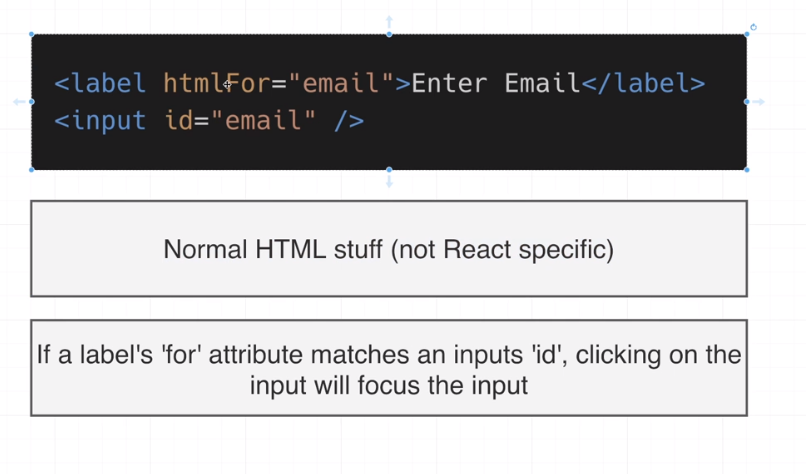 <label htmlFor="email">Enter Email</label>
<input id="email" />
Normal HTML stuff (not React specific)
If a label's 'for' attribute matches an inputs 'id', clicking on the
input will focus the input